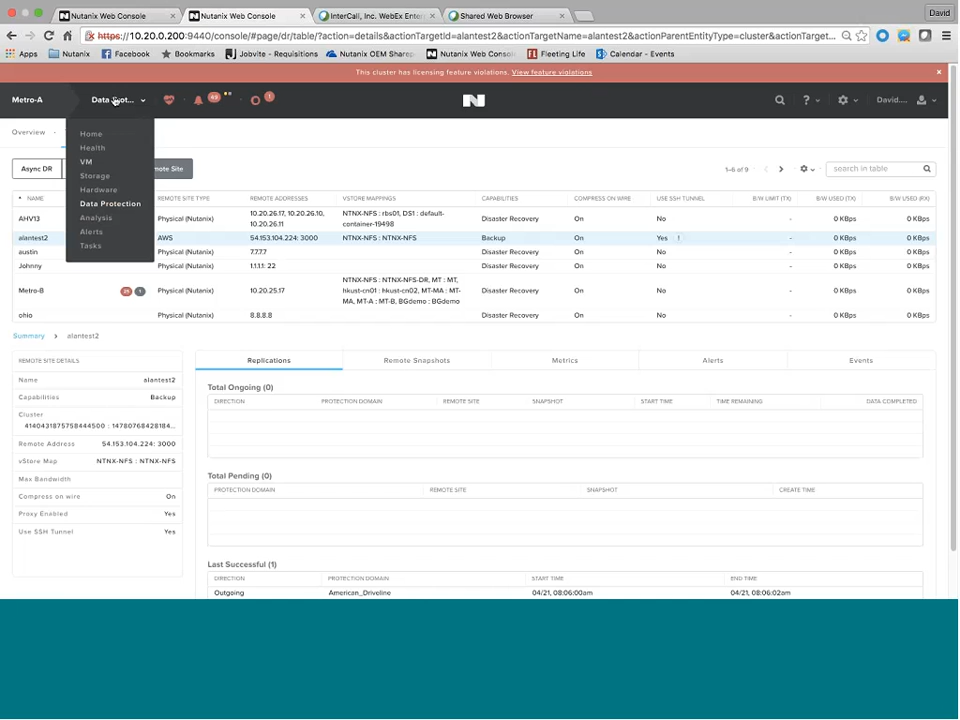 Nutanix Web Console
Nutanix Web Console
InterCall, Inc. WebEx Enter
Shared Web Browser
David
https://10.20.0.200:9440/console/#page/dr/table/?action=details&actionTargetId=alantest2&actionTargetName=alantest2&actionParentEntityType=cluster&actionTarget...
Apps Nutanix Facebook Bookmarks Jobvite - Requisitions Nutanix OEM Sharep Nutanix Web Conso Fleeting Life Calendar - Events
This cluster has licensing feature violations. View feature violations
Metro-A
Data Prot...
49
1
N
?
David...
Overview
Home
Health
VM
Storage
Hardware
Data Protection
Analysis
Alerts
Tasks
Async DR
mote Site
1–6 of 9
search in table
NAME REMOTE SITE TYPE REMOTE ADDRESSES VSTORE MAPPINGS CAPABILITIES COMPRESS ON WIRE USE SSH TUNNEL B/W LIMIT (TX) B/W USED (TX) B/W USED (RX)
AHV13 Physical (Nutanix) 10.20.26.17, 10.20.26.10, 10.20.26.11 NTNX-NFS : rbs01, DS1 : default-container-19498 Disaster Recovery On No - 0 KBps 0 KBps
alantest2 AWS 54.153.104.224: 3000 NTNX-NFS : NTNX-NFS Backup On Yes ! - 0 KBps 0 KBps
austin Physical (Nutanix) 7.7.7.7 Disaster Recovery On No - 0 KBps 0 KBps
Johnny Physical (Nutanix) 1.1.1.1: 22 Disaster Recovery On No - 0 KBps 0 KBps
Metro-B 1 Physical (Nutanix) 10.20.25.17 NTNX-NFS : NTNX-NFS-DR, MT : MT, hkust-cn01 : hkust-cn02, MT-MA : MT-MA, MT-A : MT-B, BGdemo : BGdemo Disaster Recovery On No - 0 KBps 0 KBps
ohio Physical (Nutanix) 8.8.8.8 Disaster Recovery On No - 0 KBps 0 KBps
Summary > alantest2
REMOTE SITE DETAILS
Name alantest2
Capabilities Backup
Cluster
4140431875758444500 : 14780768428184...
Remote Address 54.153.104.224: 3000
vStore Map NTNX-NFS : NTNX-NFS
Max Bandwidth
Compress on wire On
Proxy Enabled Yes
Use SSH Tunnel Yes
Replications Remote Snapshots Metrics Alerts Events
Total Ongoing (0)
DIRECTION PROTECTION DOMAIN REMOTE SITE SNAPSHOT START TIME TIME REMAINING DATA COMPLETED
Total Pending (0)
PROTECTION DOMAIN REMOTE SITE SNAPSHOT CREATE TIME
Last Successful (1)
DIRECTION PROTECTION DOMAIN START TIME END TIME
Outgoing American_Driveline 04/21, 08:06:00am 04/21, 08:06:02am